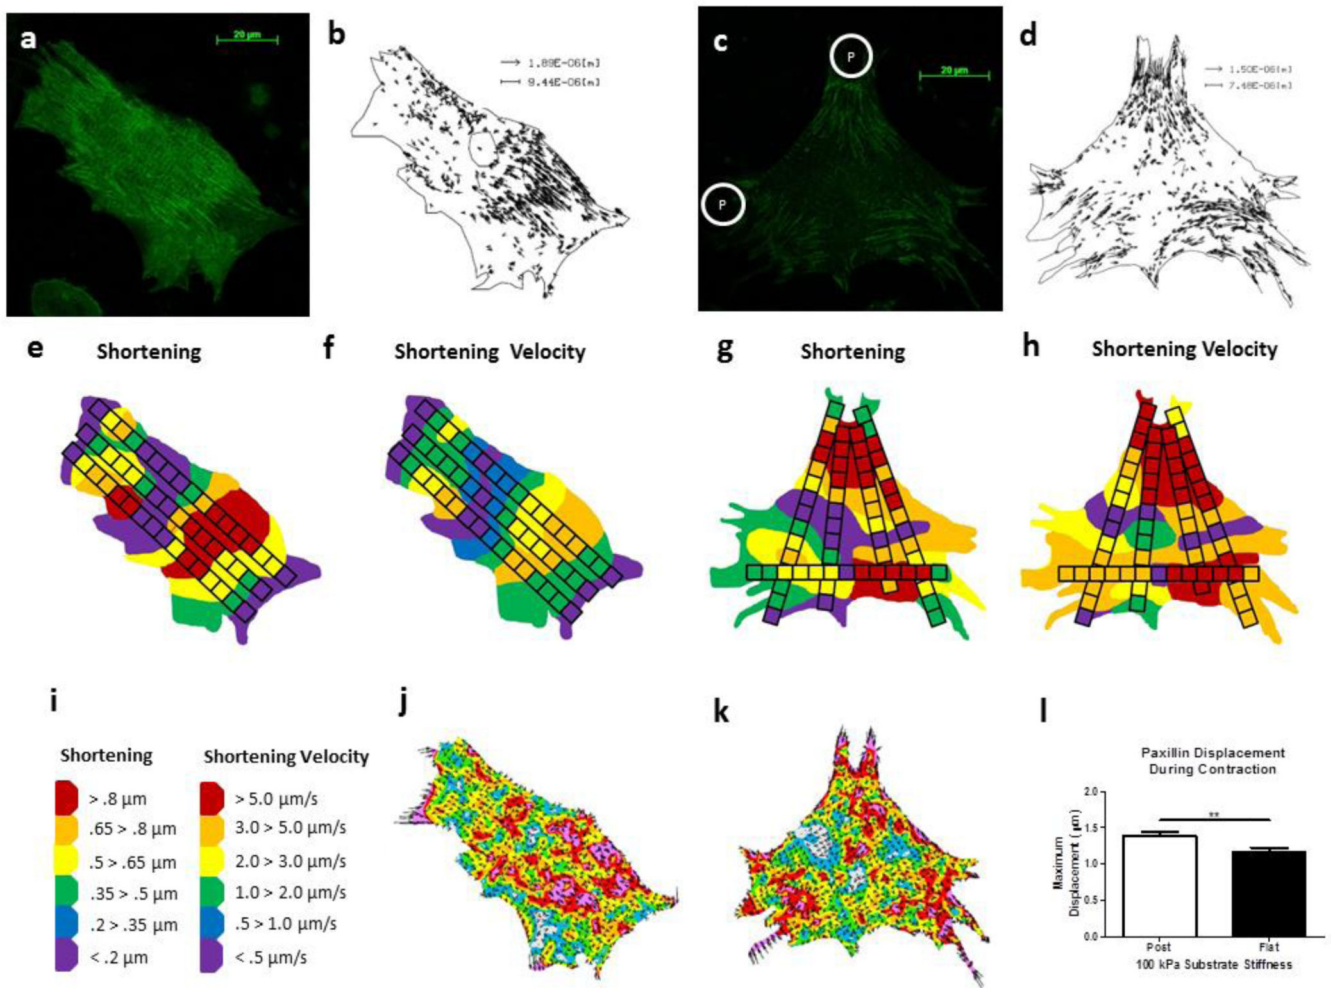 a
20 µm
b
1.89E-06[m]
9.44E-06[m]
c
P
P
20 µm
d
1.50E-06[m]
7.48E-06[m]
e
Shortening
f
Shortening Velocity
g
Shortening
h
Shortening Velocity
i
Shortening
> .8 µm
.65 > .8 µm
.5 > .65 µm
.35 > .5 µm
.2 > .35 µm
< .2 µm
Shortening Velocity
> 5.0 µm/s
3.0 > 5.0 µm/s
2.0 > 3.0 µm/s
1.0 > 2.0 µm/s
.5 > 1.0 µm/s
< .5 µm/s
j
k
l
Paxillin Displacement
During Contraction
Maximum
Displacement ( µm)
2.0
1.5
1.0
0.5
0.0
**
Post
Flat
100 kPa Substrate Stiffness